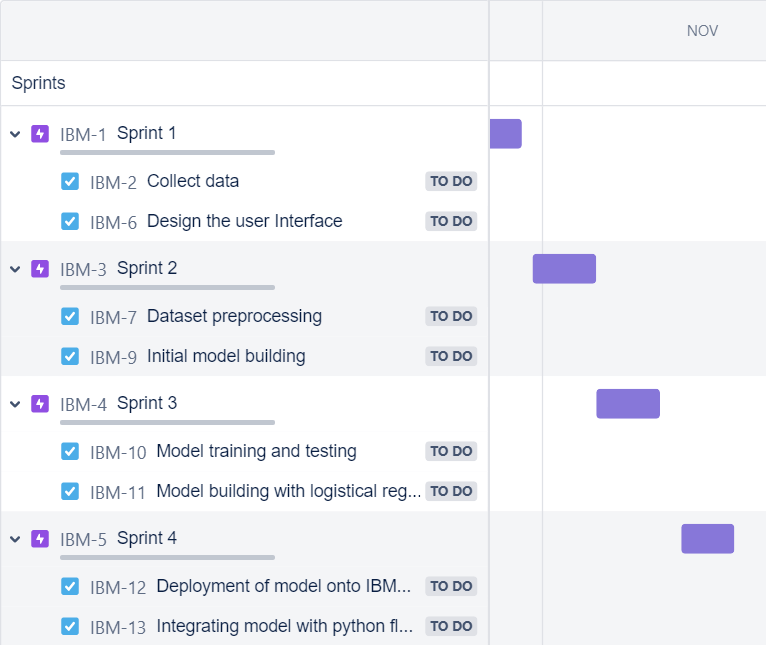 NOV
Sprints
IBM-1 Sprint 1
IBM-2 Collect data TO DO
IBM-6 Design the user Interface TO DO
IBM-3 Sprint 2
IBM-7 Dataset preprocessing TO DO
IBM-9 Initial model building TO DO
IBM-4 Sprint 3
IBM-10 Model training and testing TO DO
IBM-11 Model building with logistical reg... TO DO
IBM-5 Sprint 4
IBM-12 Deployment of model onto IBM... TO DO
IBM-13 Integrating model with python fl... TO DO